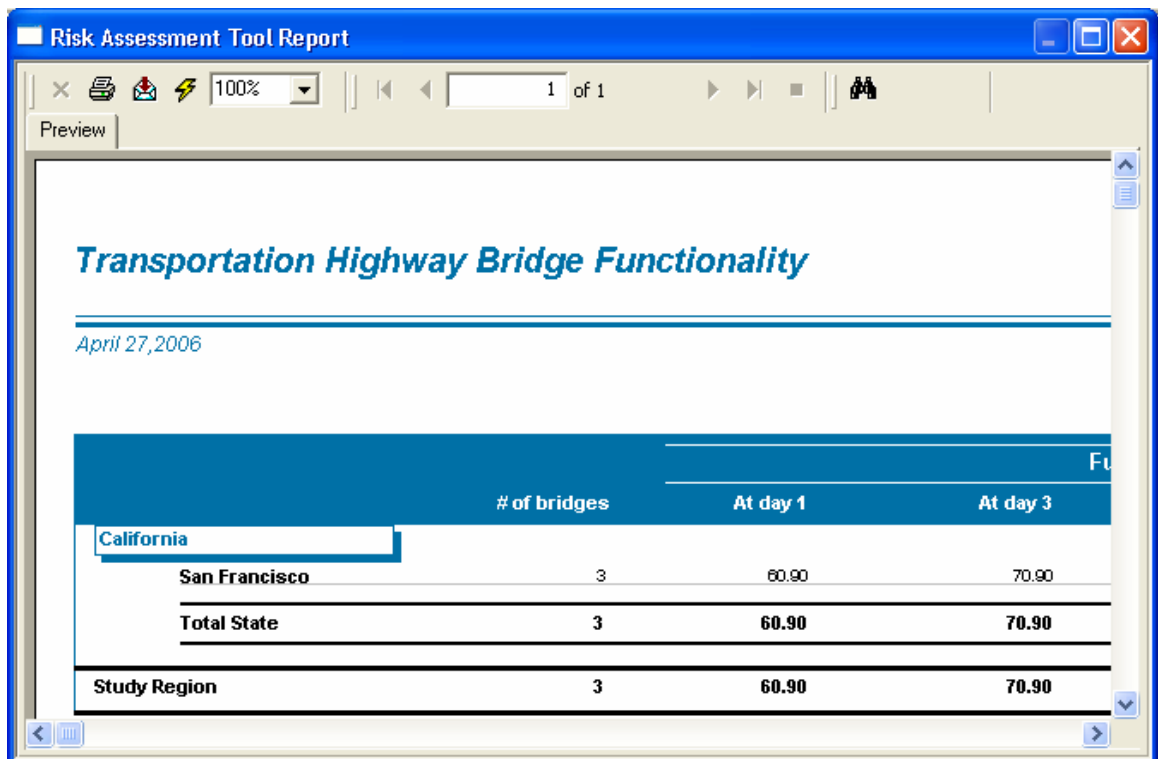 Risk Assessment Tool Report
100% 1 of 1
Preview
Transportation Highway Bridge Functionality
April 27,2006
Fu
# of bridges At day 1 At day 3
California
San Francisco 3 60.90 70.90
Total State 3 60.90 70.90
Study Region 3 60.90 70.90